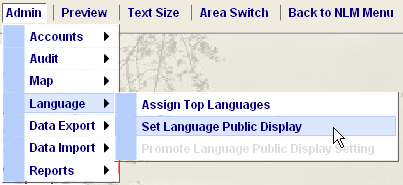 Admin Preview Text Size Area Switch Back to NLM Menu
Accounts
Audit
Map
Language
Assign Top Languages
Data Export
Set Language Public Display
Data Import
Promote Language Public Display Setting
Reports